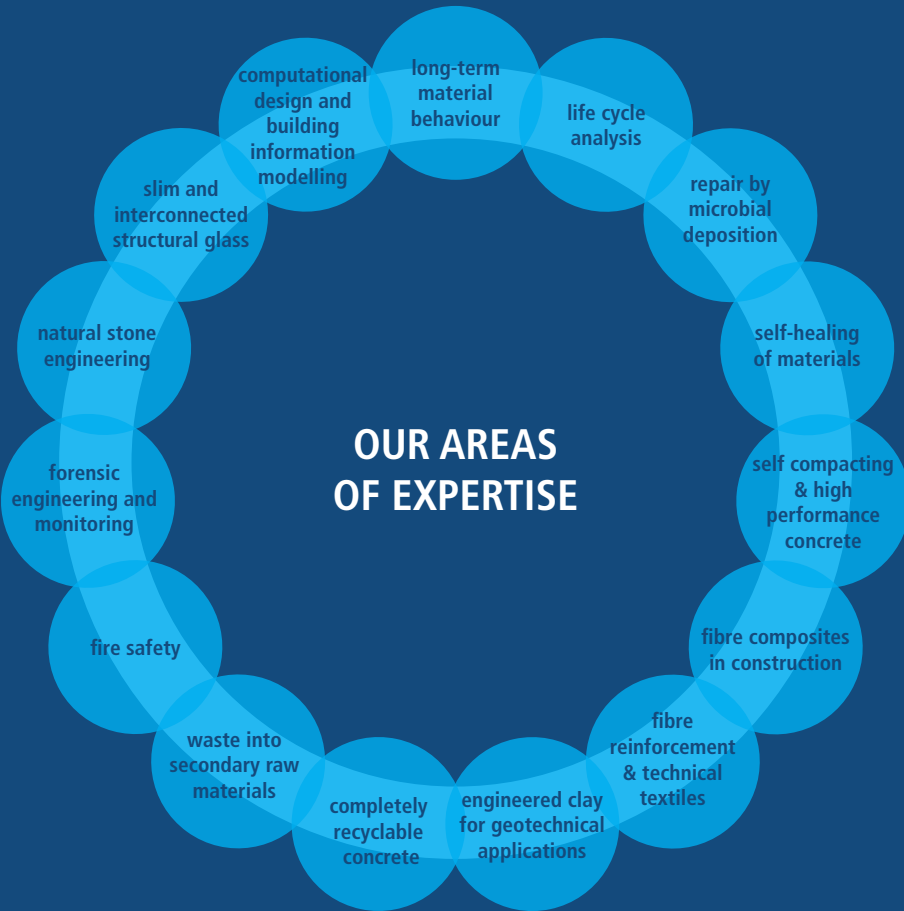 long-term
material
behaviour
life cycle
analysis
repair by
microbial
deposition
self-healing
of materials
self compacting
& high
performance
concrete
fibre composites
in construction
fibre
reinforcement
& technical
textiles
engineered clay
for geotechnical
applications
completely
recyclable
concrete
waste into
secondary raw
materials
fire safety
forensic
engineering and
monitoring
natural stone
engineering
slim and
interconnected
structural glass
computational
design and
building
information
modelling
OUR AREAS
OF EXPERTISE